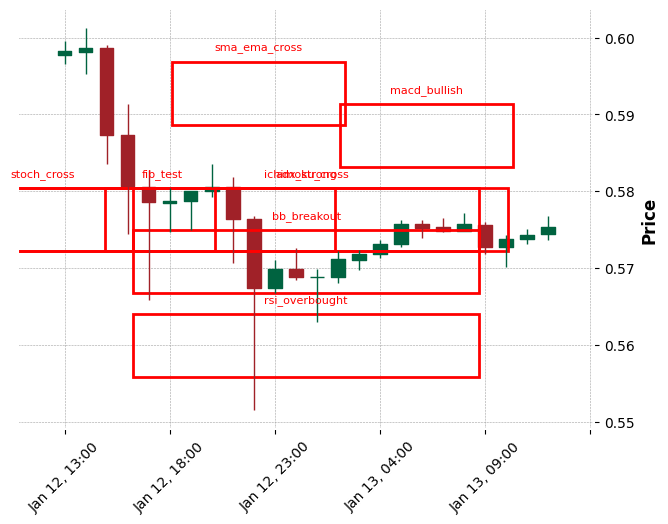 sma_ema_cross
macd_bullish
stoch_cross
fib_test
adx_strong
bb_breakout
rsi_overbought
0.60
0.59
0.58
0.57
0.56
0.55
Price
Jan 12, 13:00
Jan 12, 18:00
Jan 12, 23:00
Jan 13, 04:00
Jan 13, 09:00